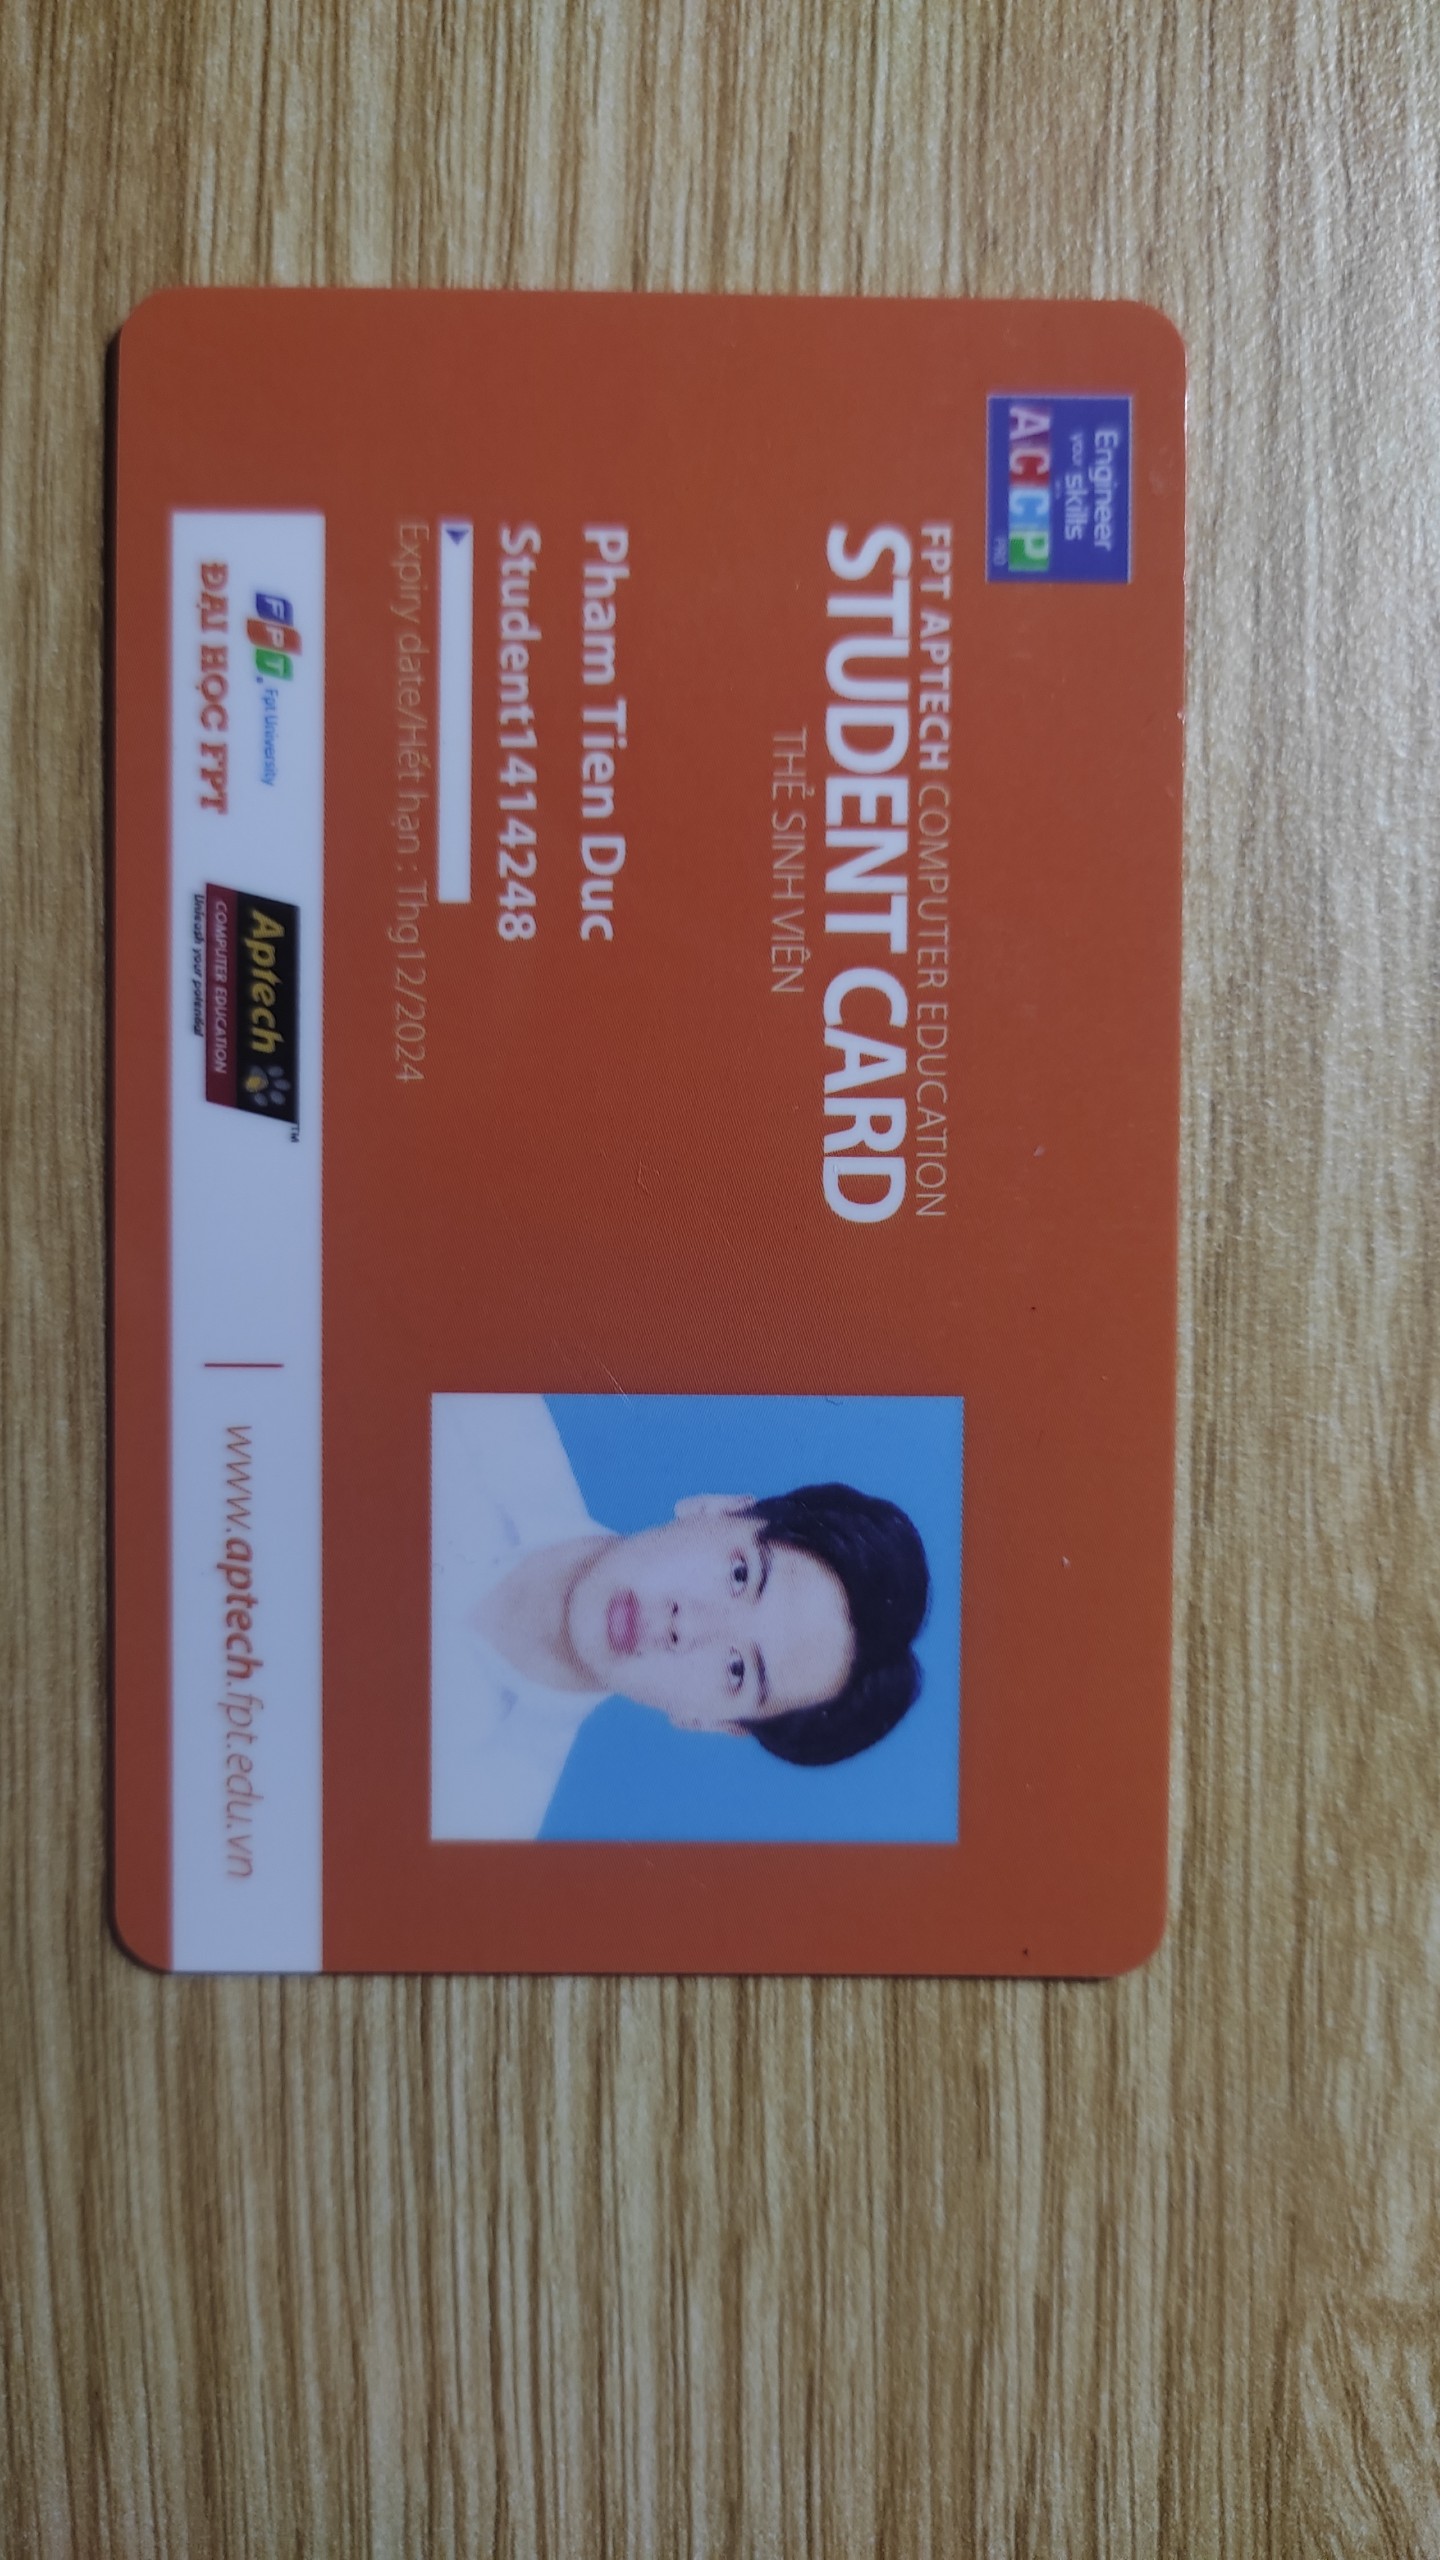 Engineer
your skills
ACCP
PRO
FPT APTECH COMPUTER EDUCATION
STUDENT CARD
THẺ SINH VIÊN
Pham Tien Duc
Student1414248
Expiry date/Hết hạn : Thg12/2024
FPT. Fpt University
ĐẠI HỌC FPT
Aptech TM
COMPUTER EDUCATION
Unleash your potential
www.aptech.fpt.edu.vn